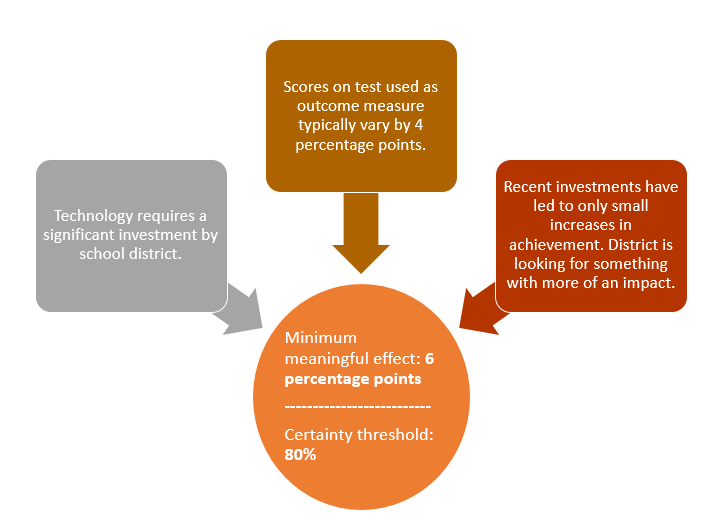 Scores on test used as
outcome measure
typically vary by 4
percentage points.
Technology requires a
significant investment by
school district.
Recent investments have
led to only small
increases in
achievement. District is
looking for something
with more of an impact.
Minimum
meaningful effect: 6
percentage points
--------------------------
Certainty threshold:
80%